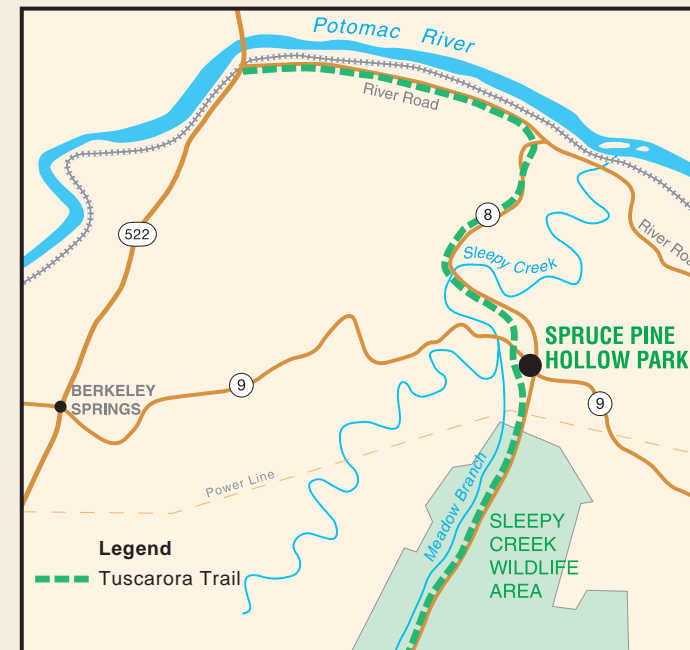 Potomac River
River Road
8
522
River Roa
Sleepy Creek
SPRUCE PINE
HOLLOW PARK
9
BERKELEY
SPRINGS
9
Power Line
Meadow Branch
SLEEPY
CREEK
WILDLIFE
AREA
Legend
Tuscarora Trail